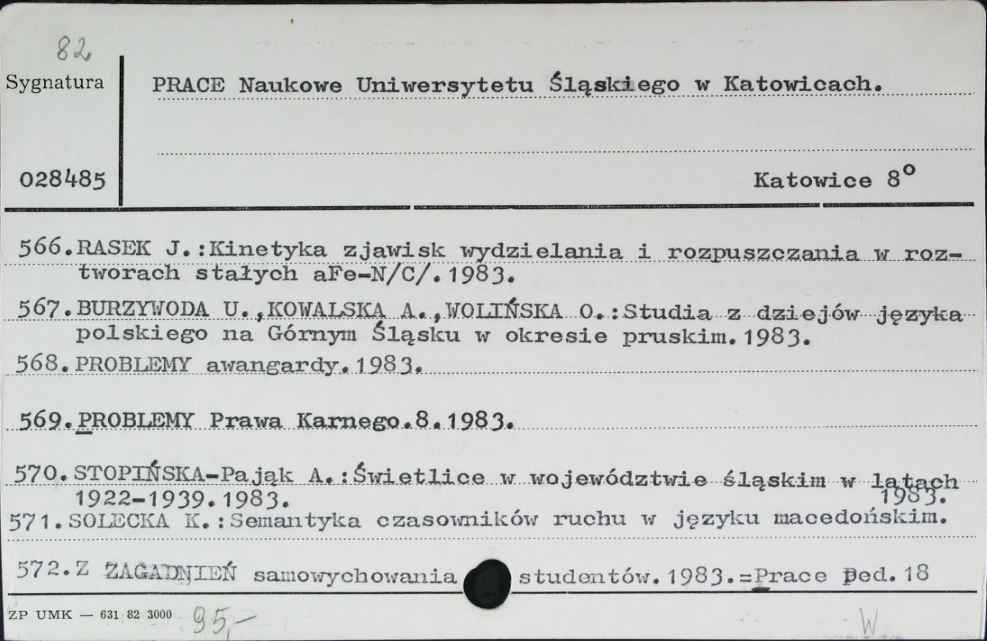 82
Sygnatura
PRACE Naukowe Uniwersytetu Śląskiego w Katowicach.
028485
Katowice 8°
566. RASEK J.:Kinetyka zjawisk wydzielania i rozpuszczania w roz-
tworach stałych aFe-N/C/. 1983.
567. BURZYWODA U.,KOWALSKA A.,WOLIŃSKA O.:Studia z dziejów języka
polskiego na Górnym Śląsku w okresie pruskim. 1983.
568. PROBLEMY awangardy. 1983.
569. PROBLEMY Prawa Karnego.8.1983.
570. STOPIŃSKA-Pająk A.:Świetlice w województwie śląskim w latach
1922-1939. 1983.
1983.
571. SOLECKA K.:Semantyka czasowników ruchu w języku macedońskim.
572. Z ZAGADNIEŃ samowychowania studentów. 1983.=Prace ped. 18
ZP UMK — 631 82 3000 95,-
W